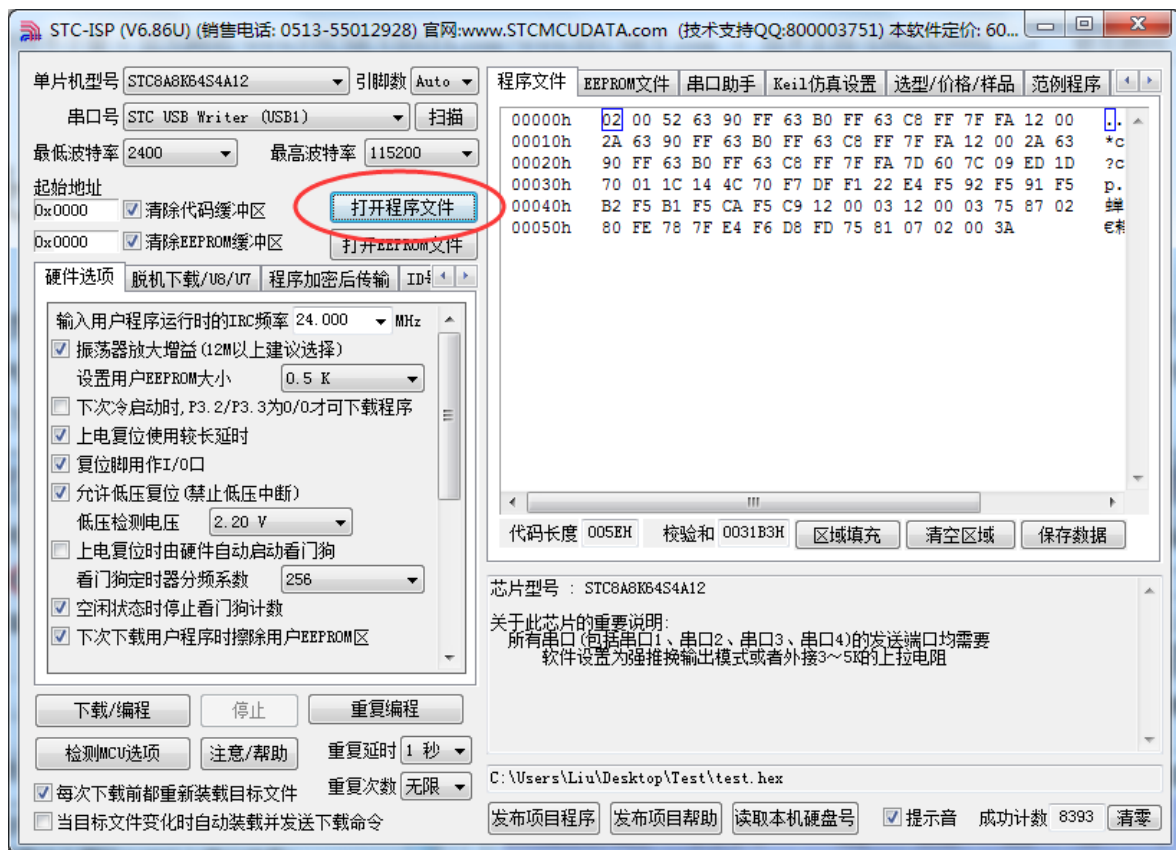 STC-ISP (V6.86U) (销售电话: 0513-55012928) 官网:www.STCMCUDATA.com (技术支持QQ:800003751) 本软件定价: 60...
单片机型号 STC8A8K64S4A12 引脚数 Auto
串口号 STC USB Writer (USB1) 扫描
最低波特率 2400 最高波特率 115200
起始地址
0x0000 清除代码缓冲区 打开程序文件
0x0000 清除EEPROM缓冲区 打开EEPROM文件
硬件选项 脱机下载/U8/U7 程序加密后传输
输入用户程序运行时的IRC频率 24.000 MHz
振荡器放大增益(12M以上建议选择)
设置用户EEPROM大小 0.5 K
下次冷启动时,P3.2/P3.3为0/0才可下载程序
上电复位使用较长延时
复位脚用作I/O口
允许低压复位(禁止低压中断)
低压检测电压 2.20 V
上电复位时由硬件自动启动看门狗
看门狗定时器分频系数 256
空闲状态时停止看门狗计数
下次下载用户程序时擦除用户EEPROM区
下载/编程 停止 重复编程
检测MCU选项 注意/帮助 重复延时 1 秒
每次下载前都重新装载目标文件 重复次数 无限
当目标文件变化时自动装载并发送下载命令
程序文件 EEPROM文件 串口助手 Keil仿真设置 选型/价格/样品 范例程序
00000h 02 00 52 63 90 FF 63 B0 FF 63 C8 FF 7F FA 12 00 ..
00010h 2A 63 90 FF 63 B0 FF 63 C8 FF 7F FA 12 00 2A 63 *c
00020h 90 FF 63 B0 FF 63 C8 FF 7F FA 7D 60 7C 09 ED 1D ?c
00030h 70 01 1C 14 4C 70 F7 DF F1 22 E4 F5 92 F5 91 F5 p.
00040h B2 F5 B1 F5 CA F5 C9 12 00 03 12 00 03 75 87 02
00050h 80 FE 78 7F E4 F6 D8 FD 75 81 07 02 00 3A
代码长度 005EH 校验和 0031B3H 区域填充 清空区域 保存数据
芯片型号 : STC8A8K64S4A12
关于此芯片的重要说明:
所有串口(包括串口1、串口2、串口3、串口4)的发送端口均需要
软件设置为强推挽输出模式或者外接3～5K的上拉电阻
C:\Users\Liu\Desktop\Test\test.hex
发布项目程序 发布项目帮助 读取本机硬盘号 提示音 成功计数 8393 清零